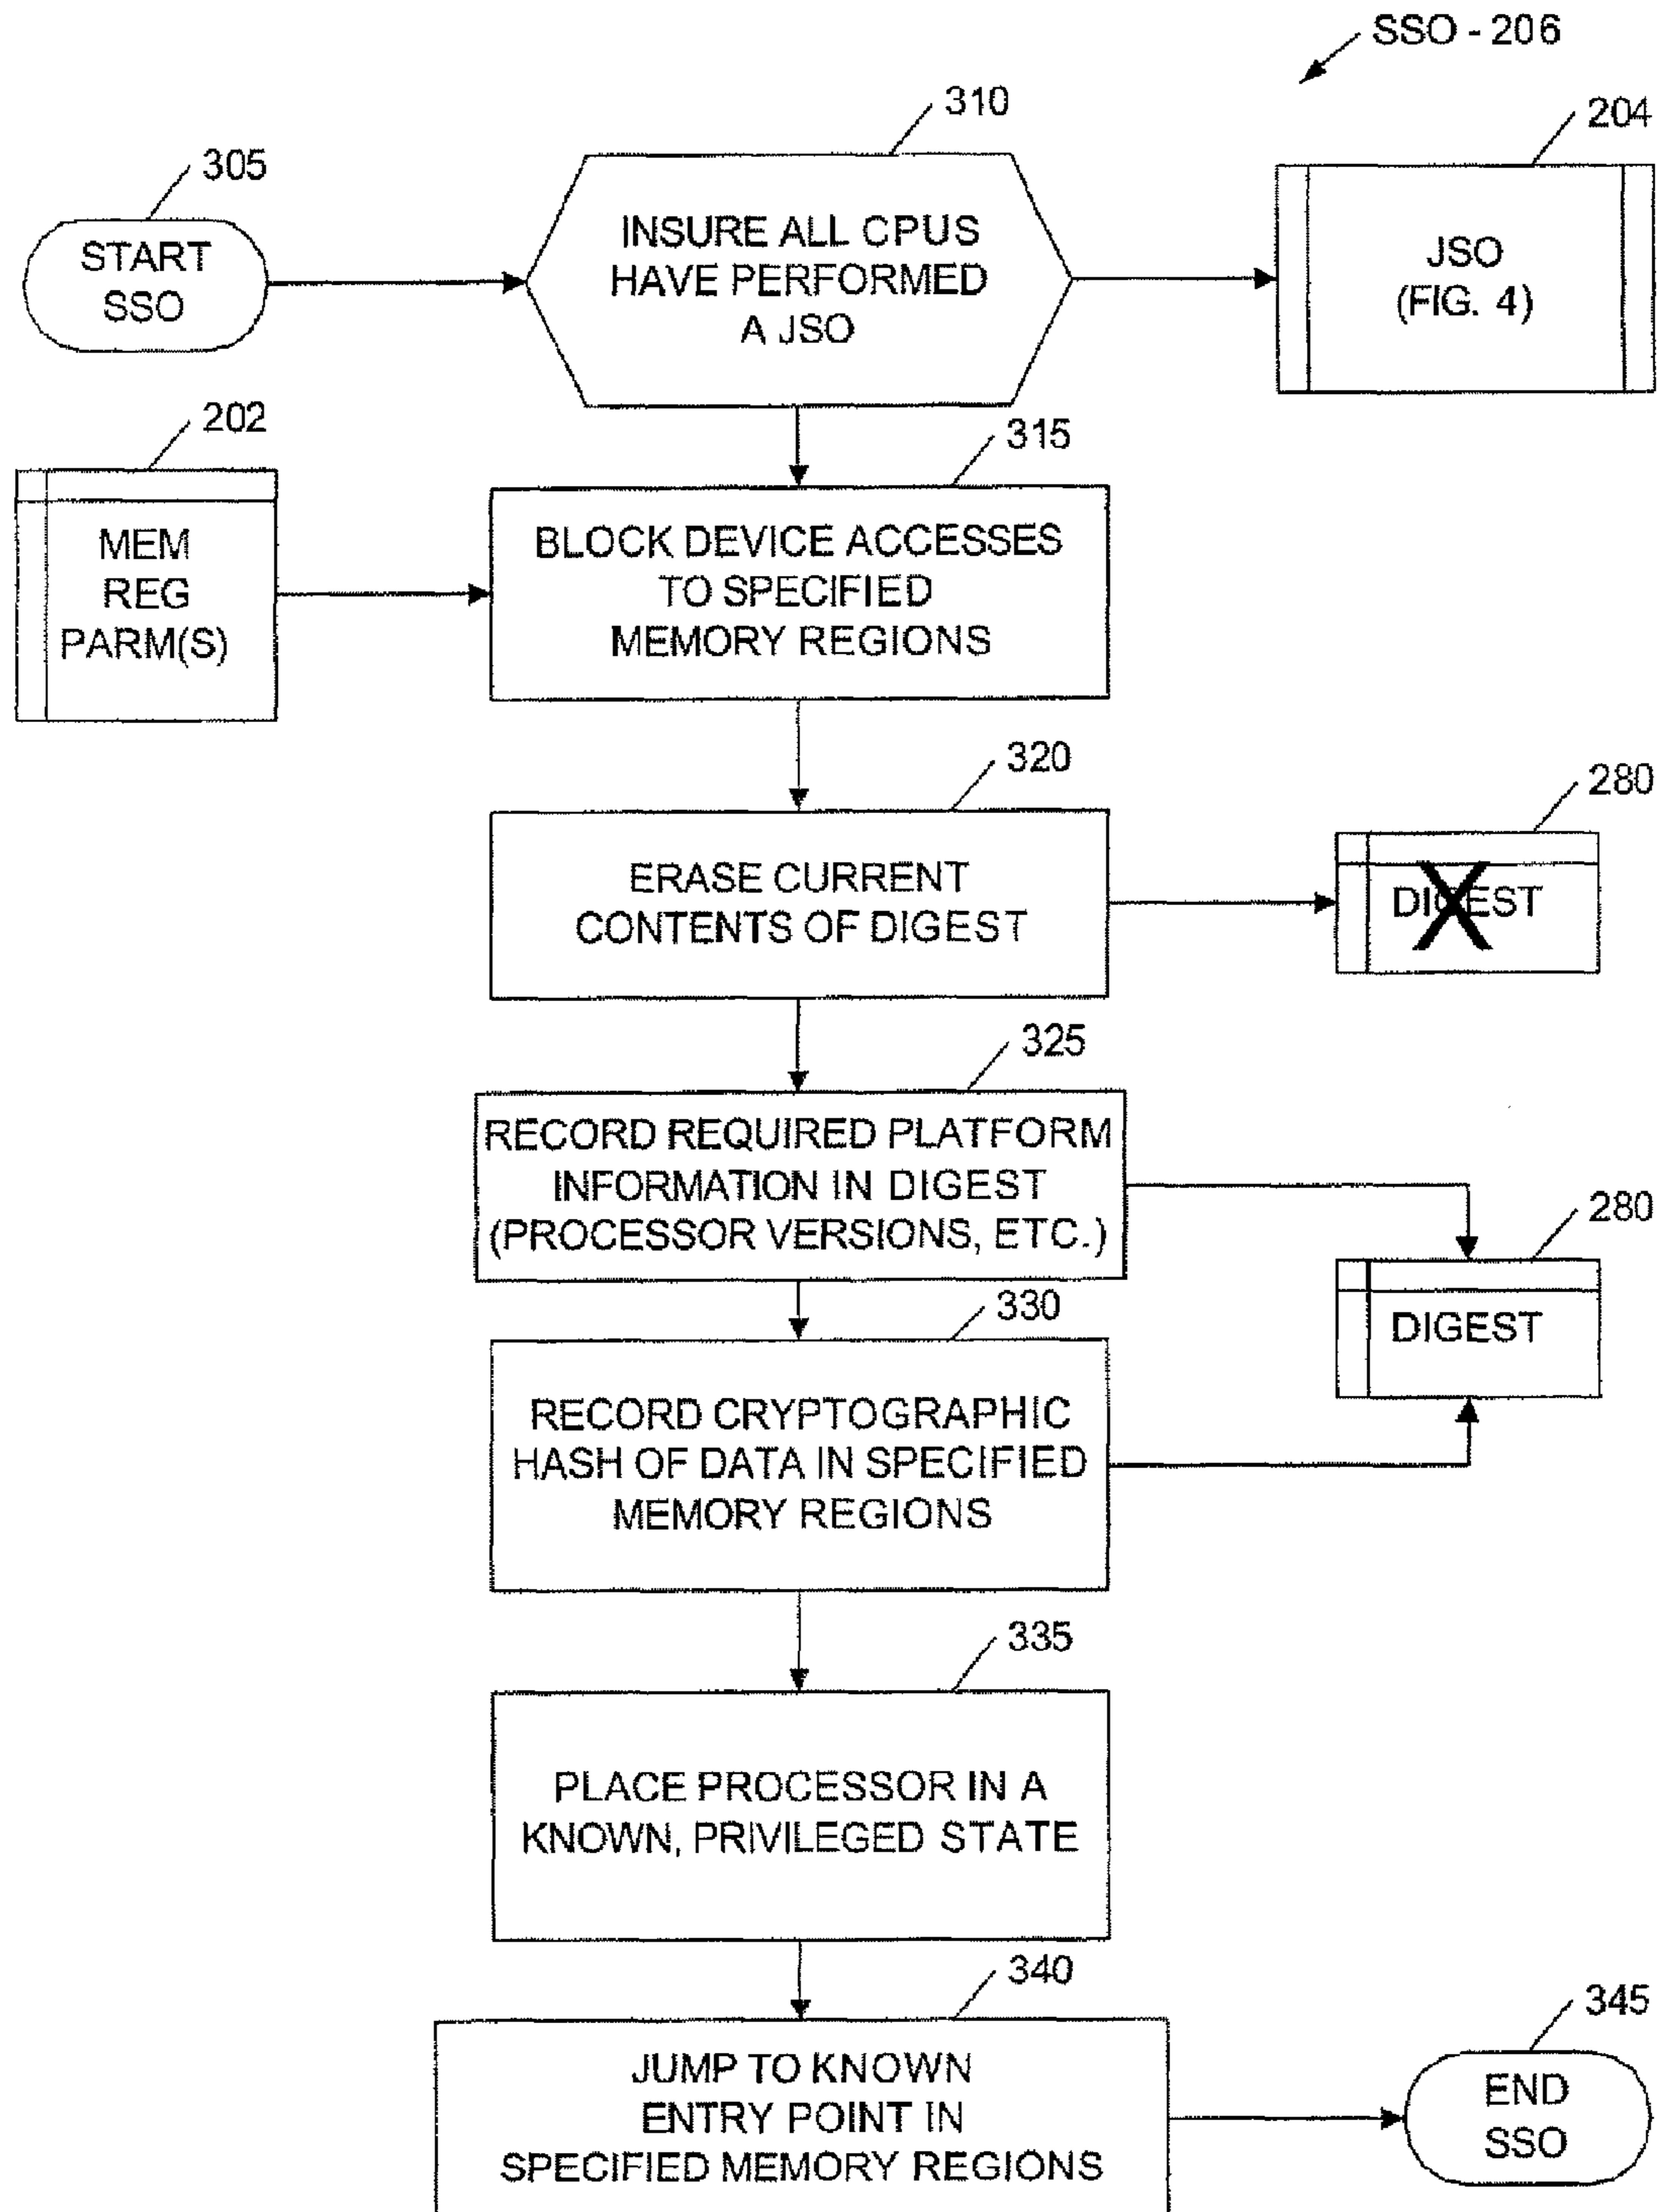 SSO - 206
310
204
305
START
SSO
INSURE ALL CPUS
HAVE PERFORMED
A JSO
JSO
(FIG. 4)
202
315
MEM
REG
PARM(S)
BLOCK DEVICE ACCESSES
TO SPECIFIED
MEMORY REGIONS
320
280
ERASE CURRENT
CONTENTS OF DIGEST
DIGEST
325
RECORD REQUIRED PLATFORM
INFORMATION IN DIGEST
(PROCESSOR VERSIONS, ETC.)
280
DIGEST
330
RECORD CRYPTOGRAPHIC
HASH OF DATA IN SPECIFIED
MEMORY REGIONS
335
PLACE PROCESSOR IN A
KNOWN, PRIVILEGED STATE
340
345
JUMP TO KNOWN
ENTRY POINT IN
SPECIFIED MEMORY REGIONS
END
SSO